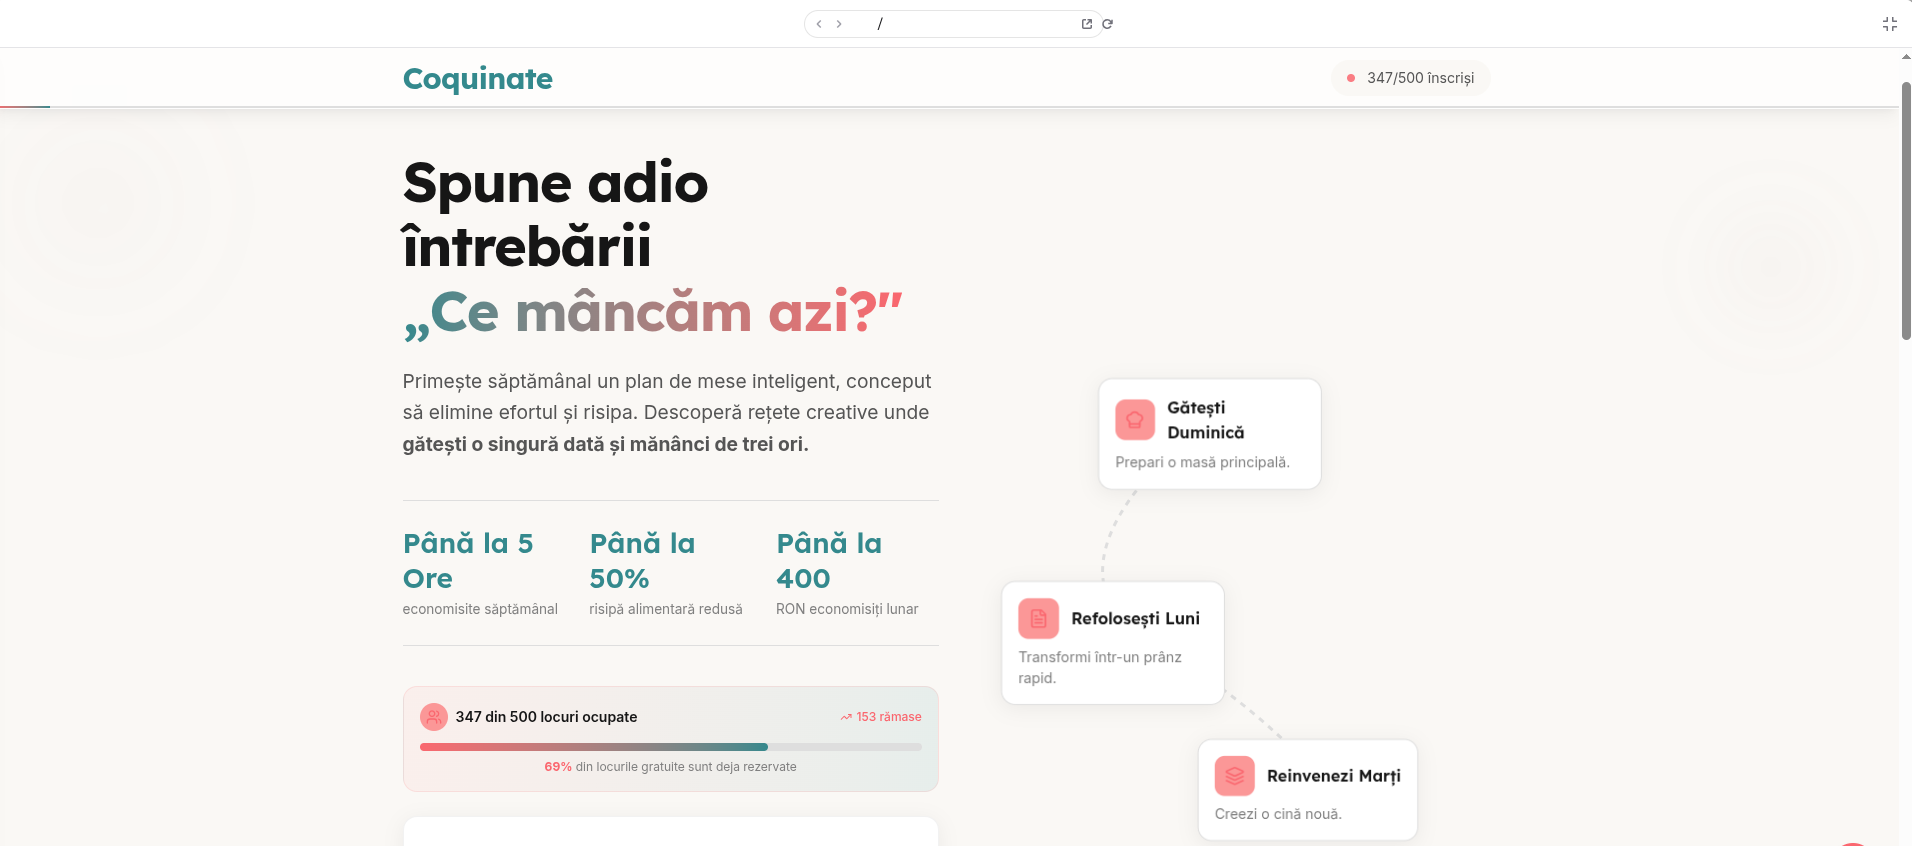 /
Coquinate
347/500 înscriși
Spune adio
întrebării
„Ce mâncăm azi?"
Primește săptămânal un plan de mese inteligent, conceput
să elimine efortul și risipa. Descoperă rețete creative unde
gătești o singură dată și mănânci de trei ori.
Până la 5
Ore
economisite săptămânal
Până la
50%
risipă alimentară redusă
Până la
400
RON economisiți lunar
347 din 500 locuri ocupate
153 rămase
69% din locurile gratuite sunt deja rezervate
Gătești
Duminică
Prepari o masă principală.
Refolosești Luni
Transformi într-un prânz
rapid.
Reinvenezi Marți
Creezi o cină nouă.